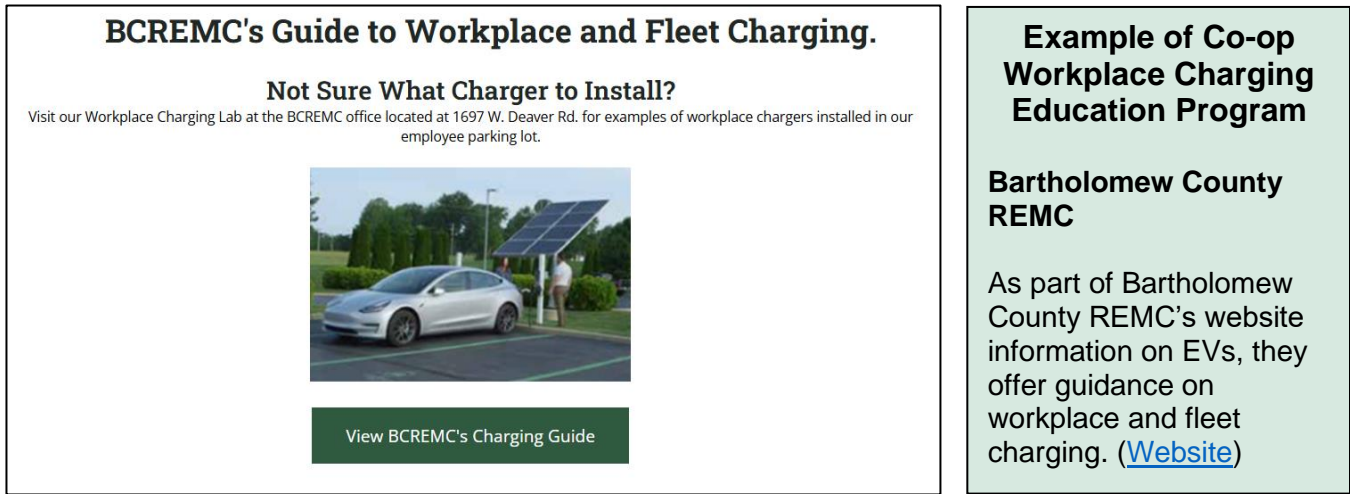 BCREMC's Guide to Workplace and Fleet Charging.
Not Sure What Charger to Install?
Visit our Workplace Charging Lab at the BCREMC office located at 1697 W. Deaver Rd. for examples of workplace chargers installed in our
employee parking lot.
View BCREMC's Charging Guide
Example of Co-op
Workplace Charging
Education Program
Bartholomew County
REMC
As part of Bartholomew
County REMC’s website
information on EVs, they
offer guidance on
workplace and fleet
charging. (Website)